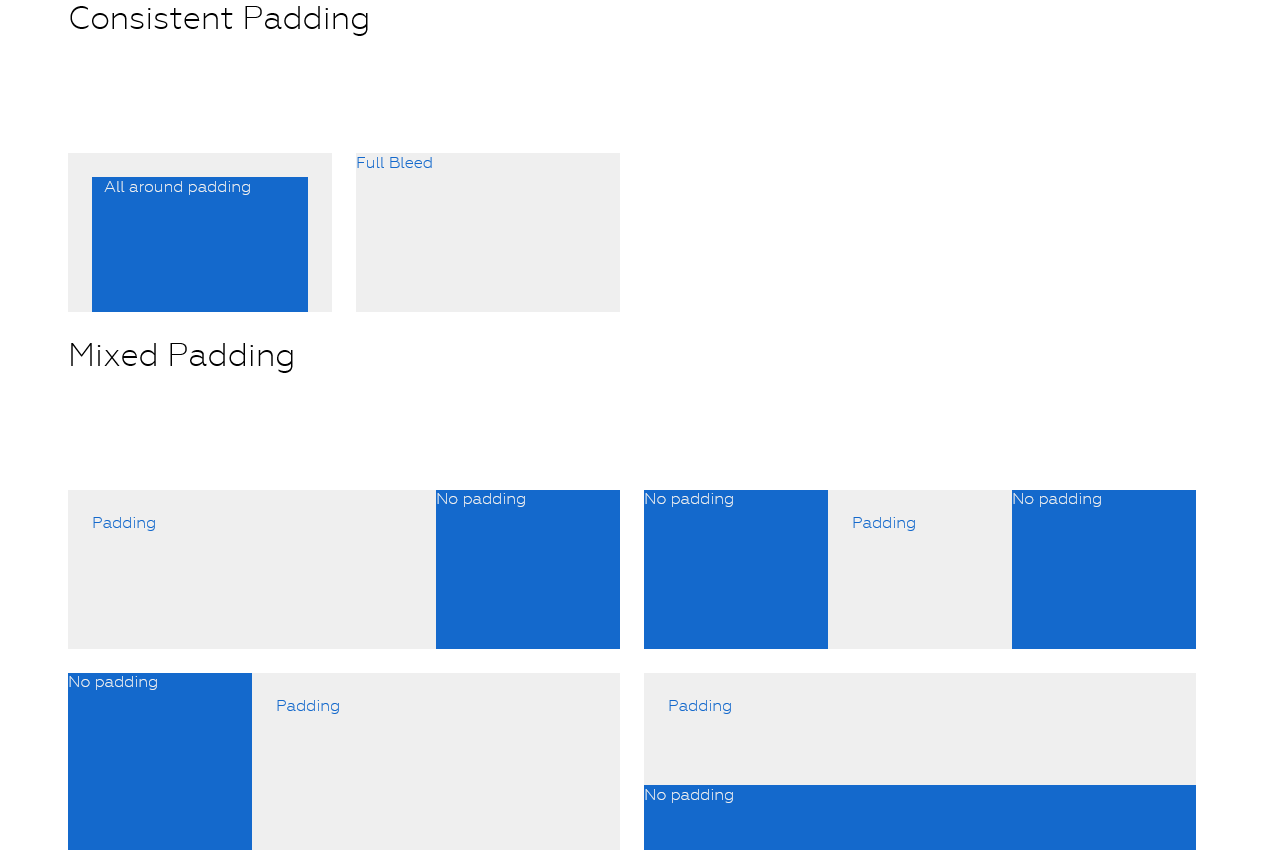 Consistent Padding
All around padding
Full Bleed
Mixed Padding
Padding
No padding
No padding
Padding
No padding
No padding
Padding
Padding
No padding